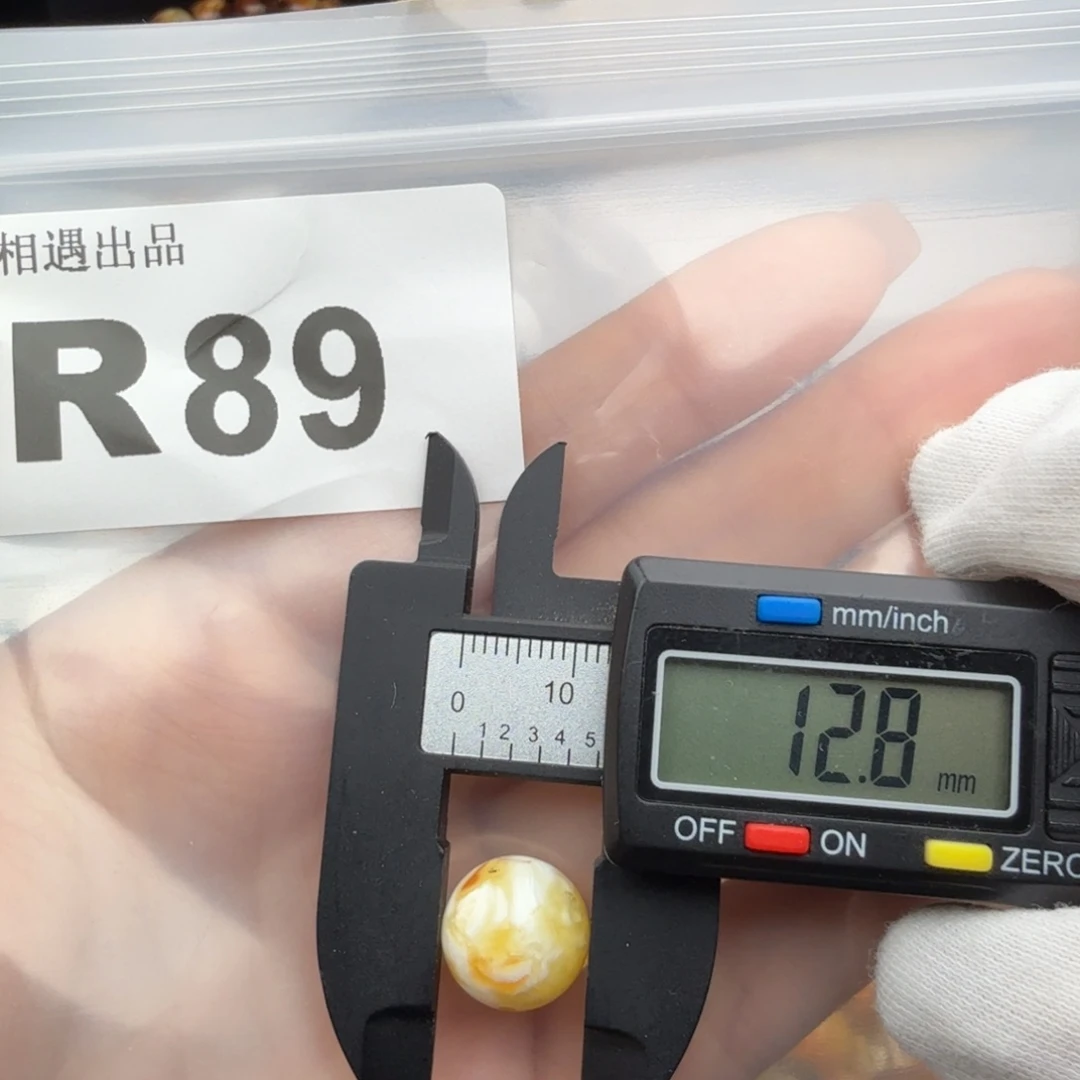 相遇出品
R89
mm/inch
0 10
1 2 3 4 5
12.8 mm
OFF ON ZERO